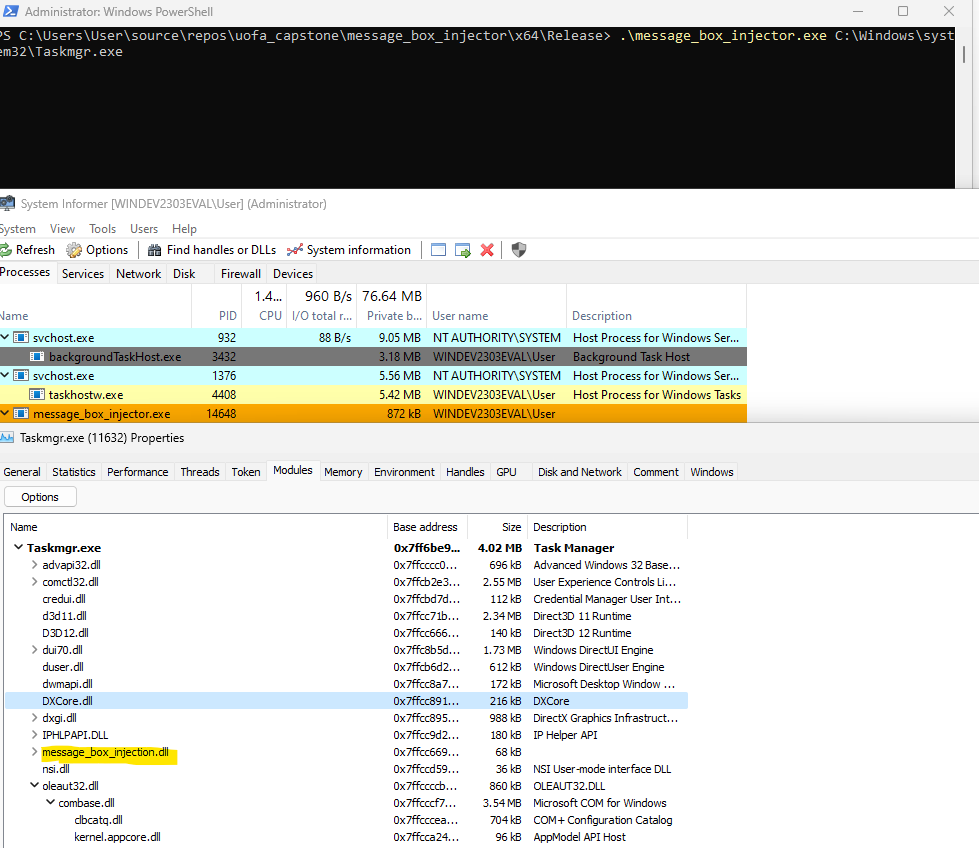 Administrator: Windows PowerShell
PS C:\Users\User\source\repos\uofa_capstone\message_box_injector\x64\Release> .\message_box_injector.exe C:\Windows\syst
em32\Taskmgr.exe
System Informer [WINDEV2303EVAL\User] (Administrator)
System View Tools Users Help
Refresh Options Find handles or DLLs System information
Processes Services Network Disk Firewall Devices
1.4... 960 B/s 76.64 MB
Name PID CPU I/O total r... Private b... User name Description
svchost.exe 932 88 B/s 9.05 MB NT AUTHORITY\SYSTEM Host Process for Windows Ser...
backgroundTaskHost.exe 3432 3.18 MB WINDEV2303EVAL\User Background Task Host
svchost.exe 1376 5.56 MB NT AUTHORITY\SYSTEM Host Process for Windows Ser...
taskhostw.exe 4408 5.42 MB WINDEV2303EVAL\User Host Process for Windows Tasks
message_box_injector.exe 14648 872 kB WINDEV2303EVAL\User
Taskmgr.exe (11632) Properties
General Statistics Performance Threads Token Modules Memory Environment Handles GPU Disk and Network Comment Windows
Options
Name Base address Size Description
Taskmgr.exe 0x7ff6be9... 4.02 MB Task Manager
advapi32.dll 0x7ffcccc0... 696 kB Advanced Windows 32 Base...
comctl32.dll 0x7ffcb2e3... 2.55 MB User Experience Controls Li...
credui.dll 0x7ffcbd7d... 112 kB Credential Manager User Int...
d3d11.dll 0x7ffcc71b... 2.34 MB Direct3D 11 Runtime
D3D12.dll 0x7ffcc666... 140 kB Direct3D 12 Runtime
dui70.dll 0x7ffc8b5d... 1.73 MB Windows DirectUI Engine
duser.dll 0x7ffcb6d2... 612 kB Windows DirectUser Engine
dwmapi.dll 0x7ffcc8a7... 172 kB Microsoft Desktop Window ...
DXCore.dll 0x7ffcc891... 216 kB DXCore
dxgi.dll 0x7ffcc895... 988 kB DirectX Graphics Infrastruct...
IPHLPAPI.DLL 0x7ffcc9d2... 180 kB IP Helper API
message_box_injection.dll 0x7ffcc669... 68 kB
nsi.dll 0x7ffccd59... 36 kB NSI User-mode interface DLL
oleaut32.dll 0x7ffccccb... 860 kB OLEAUT32.DLL
combase.dll 0x7ffcccf7... 3.54 MB Microsoft COM for Windows
clbcatq.dll 0x7ffcccea... 704 kB COM+ Configuration Catalog
kernel.appcore.dll 0x7ffcca24... 96 kB AppModel API Host